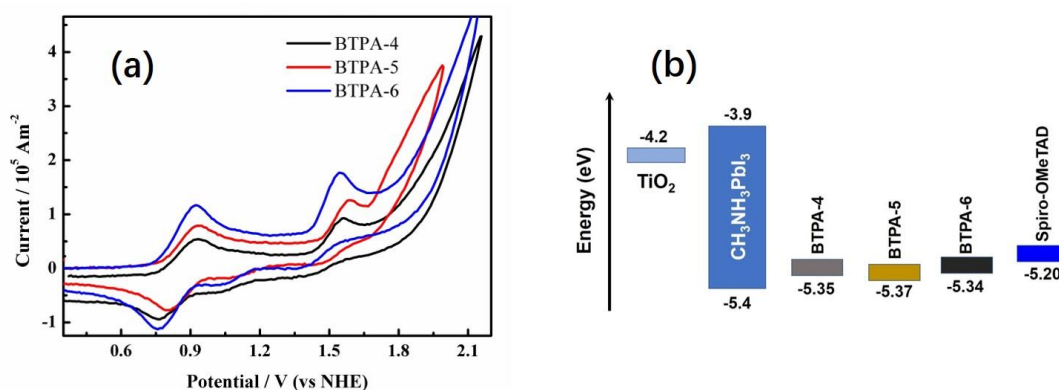 (a)
BTPA-4
BTPA-5
BTPA-6
Current / 10⁵ Am⁻²
4
3
2
1
0
-1
0.6 0.9 1.2 1.5 1.8 2.1
Potential / V (vs NHE)
(b)
Energy (eV)
-4.2
TiO₂
-3.9
CH₃NH₃PbI₃
-5.4
BTPA-4
-5.35
BTPA-5
-5.37
BTPA-6
-5.34
Spiro-OMeTAD
-5.20